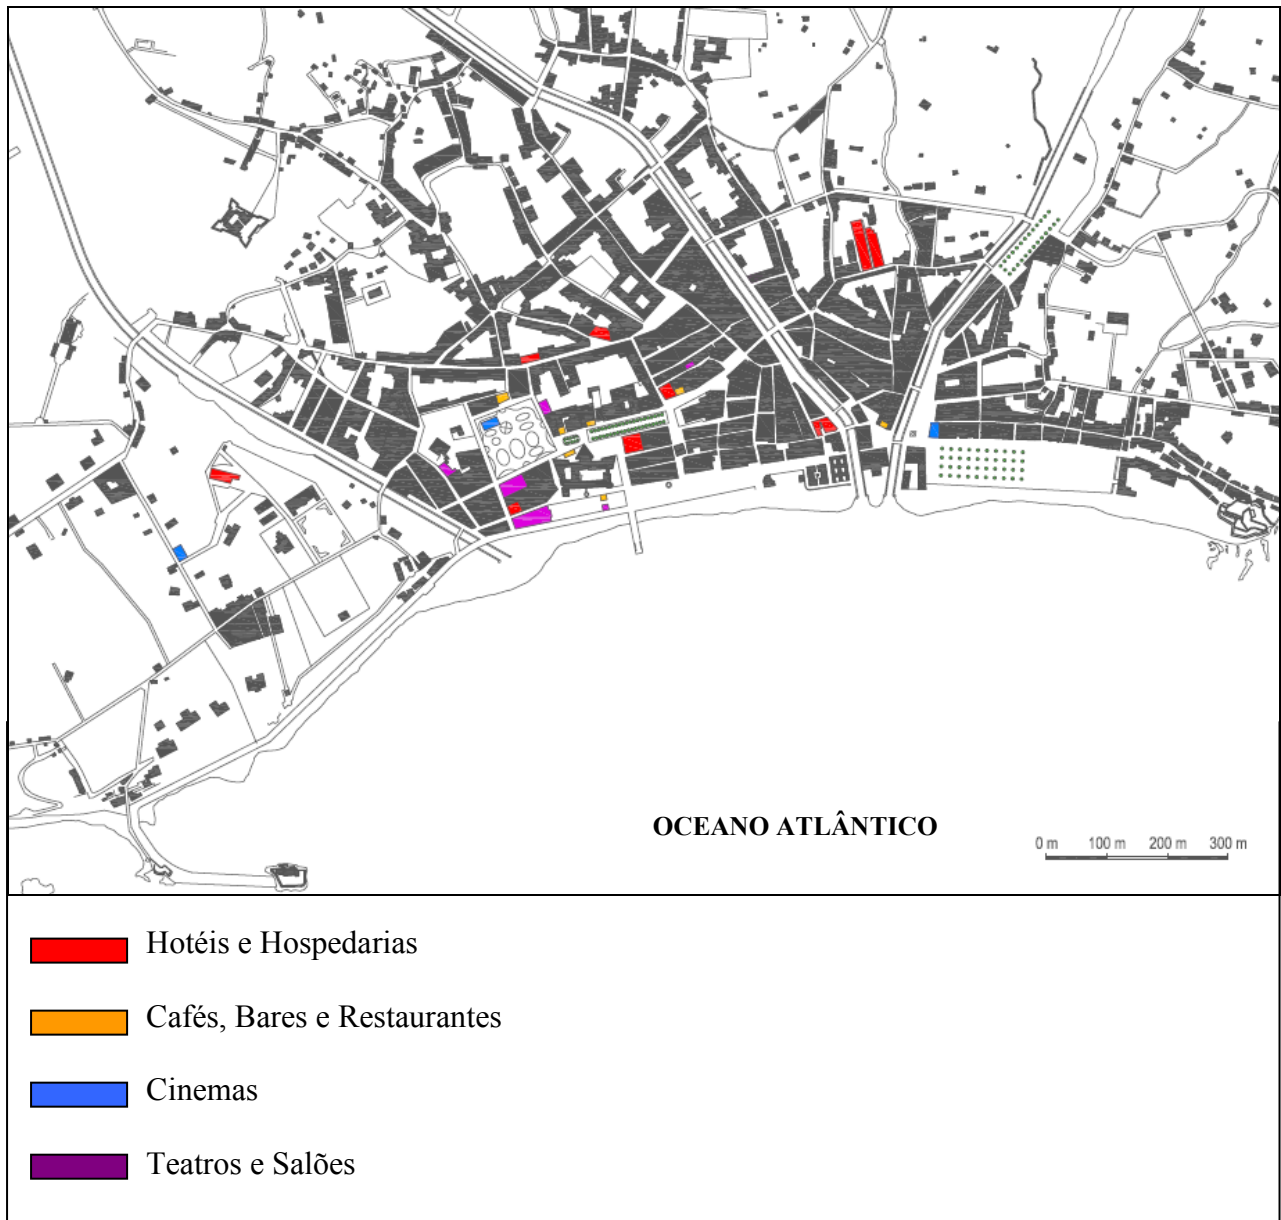 OCEANO ATLÂNTICO
0 m 100 m 200 m 300 m
Hotéis e Hospedarias
Cafés, Bares e Restaurantes
Cinemas
Teatros e Salões